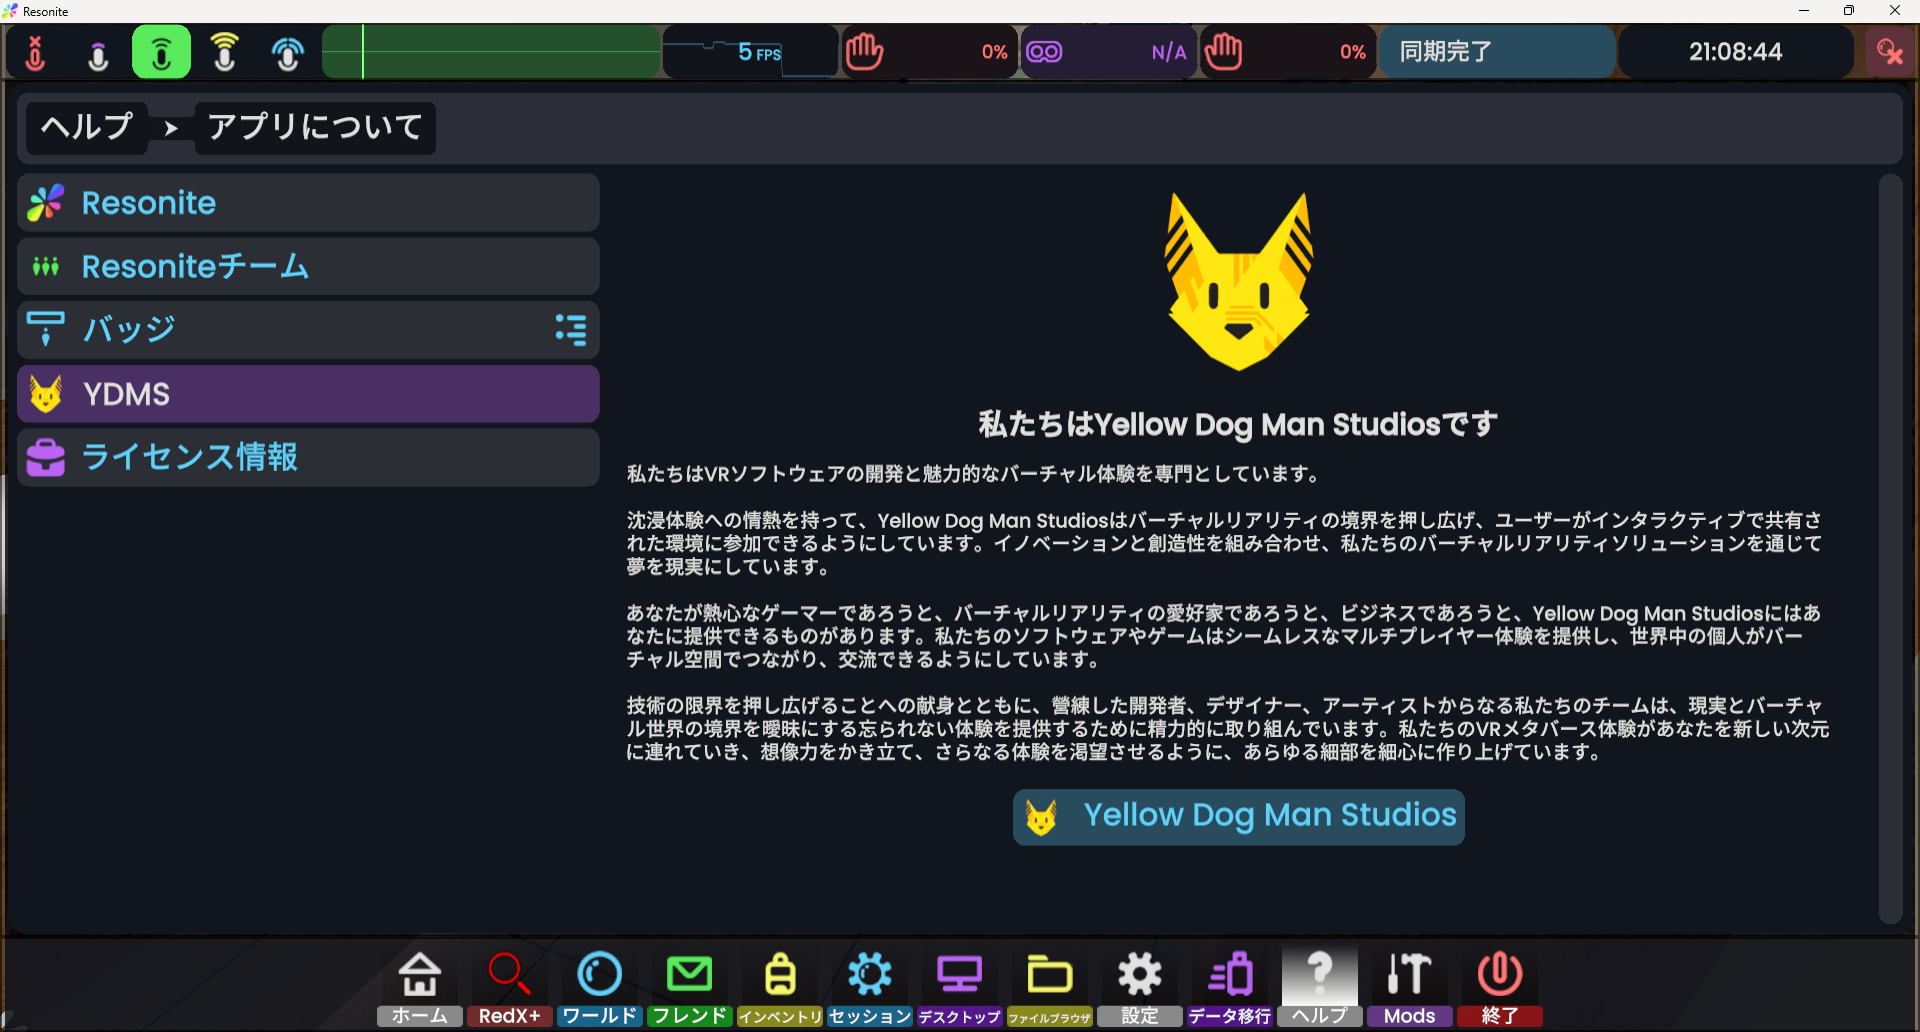 Resonite
5 FPS
0%
N/A
0%
同期完了
21:08:44
ヘルプ
アプリについて
Resonite
Resoniteチーム
バッジ
YDMS
ライセンス情報
私たちはYellow Dog Man Studiosです
私たちはVRソフトウェアの開発と魅力的なバーチャル体験を専門としています。
沈浸体験への情熱を持って、Yellow Dog Man Studiosはバーチャルリアリティの境界を押し広げ、ユーザーがインタラクティブで共有さ
れた環境に参加できるようにしています。イノベーションと創造性を組み合わせ、私たちのバーチャルリアリティソリューションを通じて
夢を現実にしています。
あなたが熱心なゲーマーであろうと、バーチャルリアリティの愛好家であろうと、ビジネスであろうと、Yellow Dog Man Studiosにはあ
なたに提供できるものがあります。私たちのソフトウェアやゲームはシームレスなマルチプレイヤー体験を提供し、世界中の個人がバー
チャル空間でつながり、交流できるようにしています。
技術の限界を押し広げることへの献身とともに、営練した開発者、デザイナー、アーティストからなる私たちのチームは、現実とバーチャ
ル世界の境界を曖昧にする忘られない体験を提供するために精力的に取り組んでいます。私たちのVRメタバース体験があなたを新しい次元
に連れていき、想像力をかき立て、さらなる体験を渇望させるように、あらゆる細部を細心に作り上げています。
Yellow Dog Man Studios
ホーム
RedX+
ワールド
フレンド
インベントリ
セッション
デスクトップ
ファイルブラウザ
設定
データ移行
ヘルプ
Mods
終了